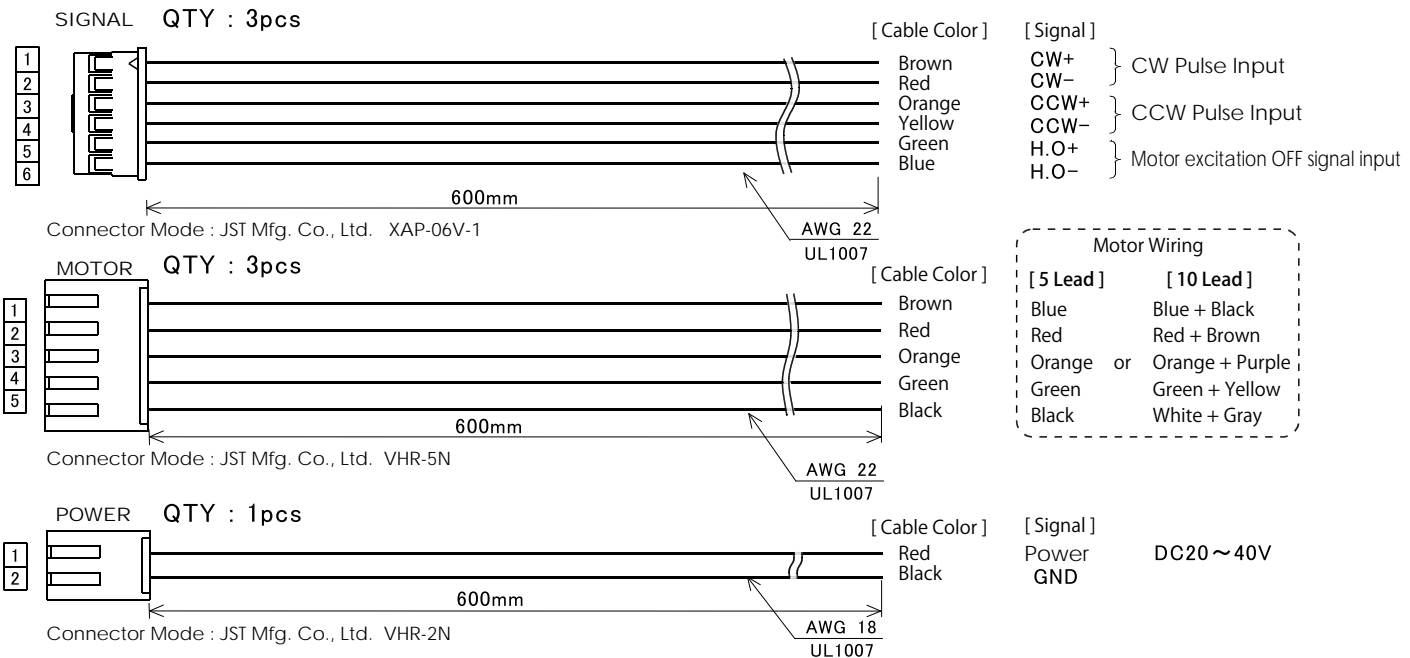 SIGNAL QTY : 3pcs
[ Cable Color ] [ Signal ]
1 Brown CW+
2 Red CW− CW Pulse Input
3 Orange CCW+
4 Yellow CCW− CCW Pulse Input
5 Green H.O+
6 Blue H.O− Motor excitation OFF signal input
600mm
AWG 22
UL1007
Connector Mode : JST Mfg. Co., Ltd. XAP-06V-1
MOTOR QTY : 3pcs
[ Cable Color ]
1 Brown
2 Red
3 Orange
4 Green
5 Black
Motor Wiring
[ 5 Lead ] [ 10 Lead ]
Blue Blue + Black
Red Red + Brown
Orange or Orange + Purple
Green Green + Yellow
Black White + Gray
600mm
AWG 22
UL1007
Connector Mode : JST Mfg. Co., Ltd. VHR-5N
POWER QTY : 1pcs
[ Cable Color ] [ Signal ]
1 Red Power DC20～40V
2 Black GND
600mm
AWG 18
UL1007
Connector Mode : JST Mfg. Co., Ltd. VHR-2N